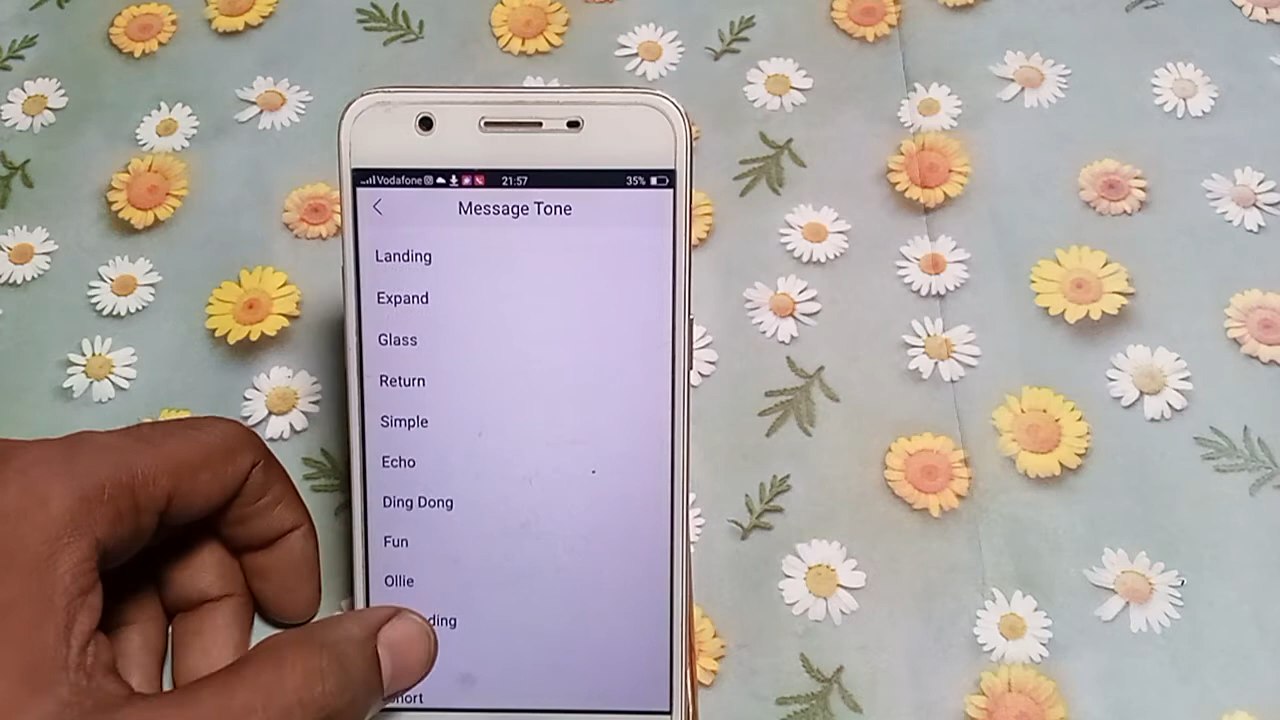 Vodafone 21:57 35%
Message Tone
Landing
Expand
Glass
Return
Simple
Echo
Ding Dong
Fun
Ollie